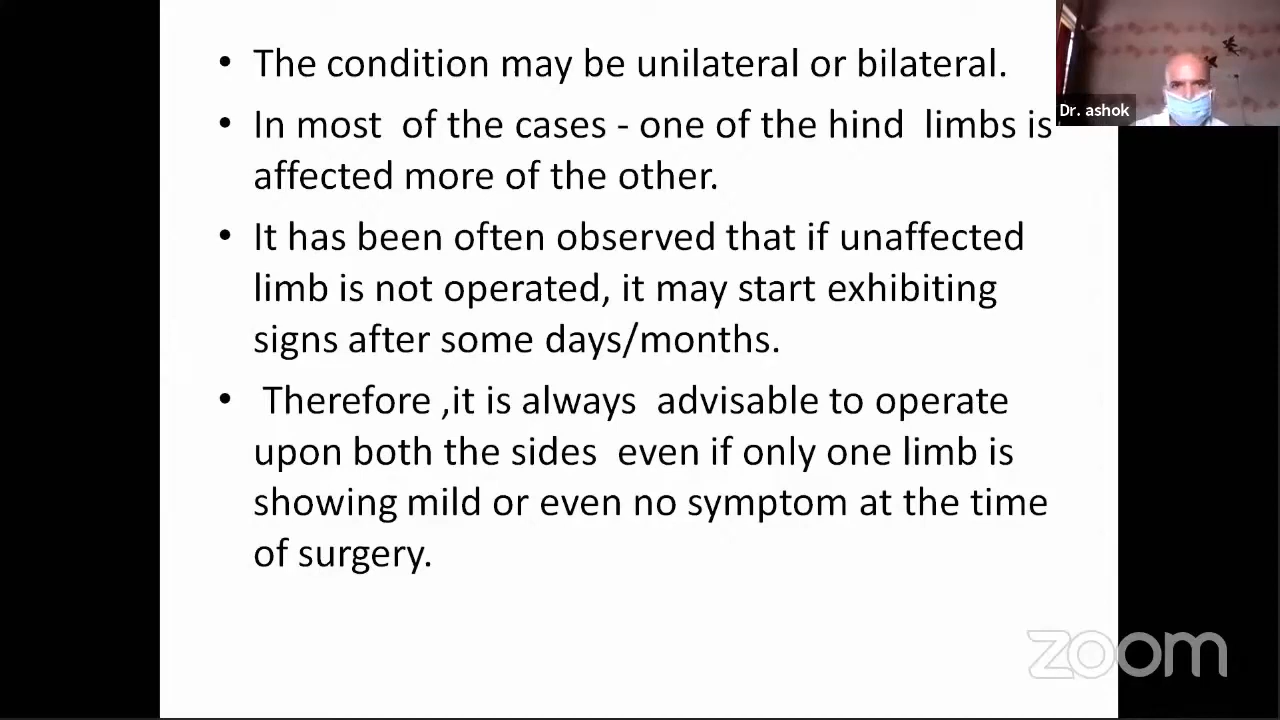 • The condition may be unilateral or bilateral.
• In most of the cases - one of the hind limbs is
affected more of the other.
• It has been often observed that if unaffected
limb is not operated, it may start exhibiting
signs after some days/months.
• Therefore ,it is always advisable to operate
upon both the sides even if only one limb is
showing mild or even no symptom at the time
of surgery.
Dr. ashok
zoom